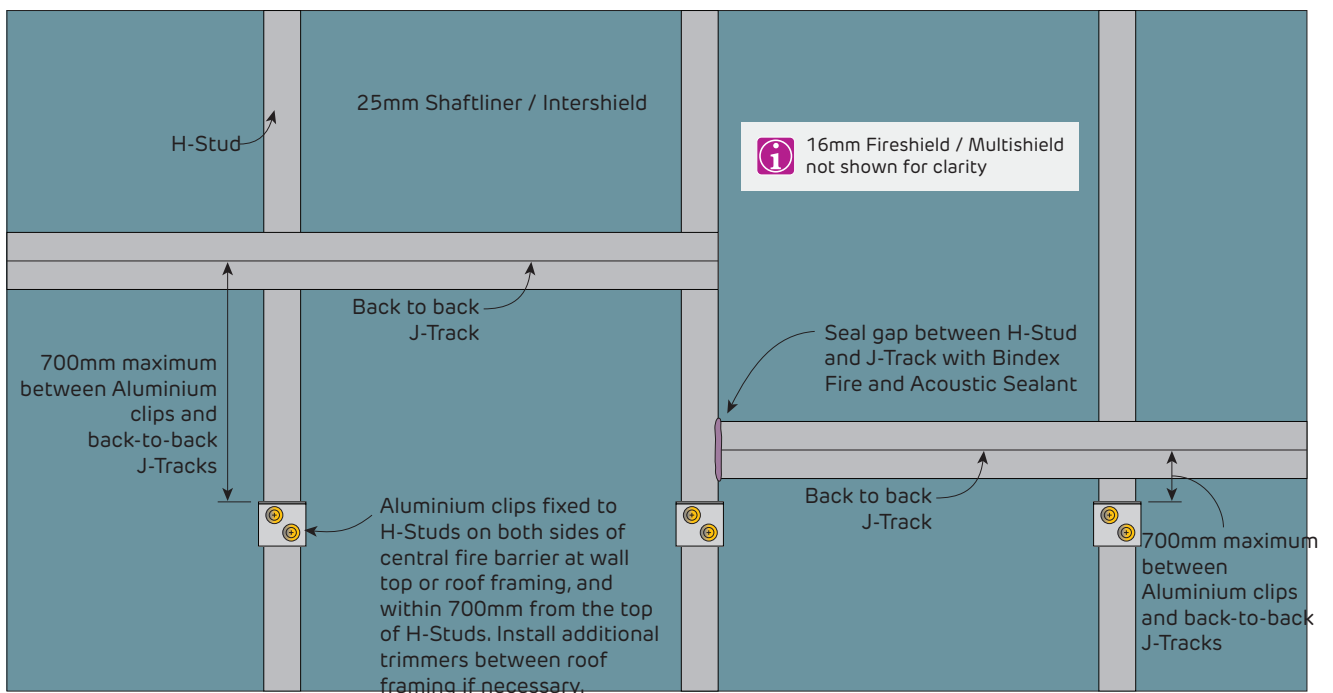 25mm Shaftliner / Intershield
H-Stud
16mm Fireshield / Multishield
not shown for clarity
Back to back
J-Track
700mm maximum
between Aluminium
clips and
back-to-back
J-Tracks
Seal gap between H-Stud
and J-Track with Bindex
Fire and Acoustic Sealant
Aluminium clips fixed to
H-Studs on both sides of
central fire barrier at wall
top or roof framing, and
within 700mm from the top
of H-Studs. Install additional
trimmers between roof
framing if necessary.
Back to back
J-Track
700mm maximum
between
Aluminium clips
and back-to-back
J-Tracks